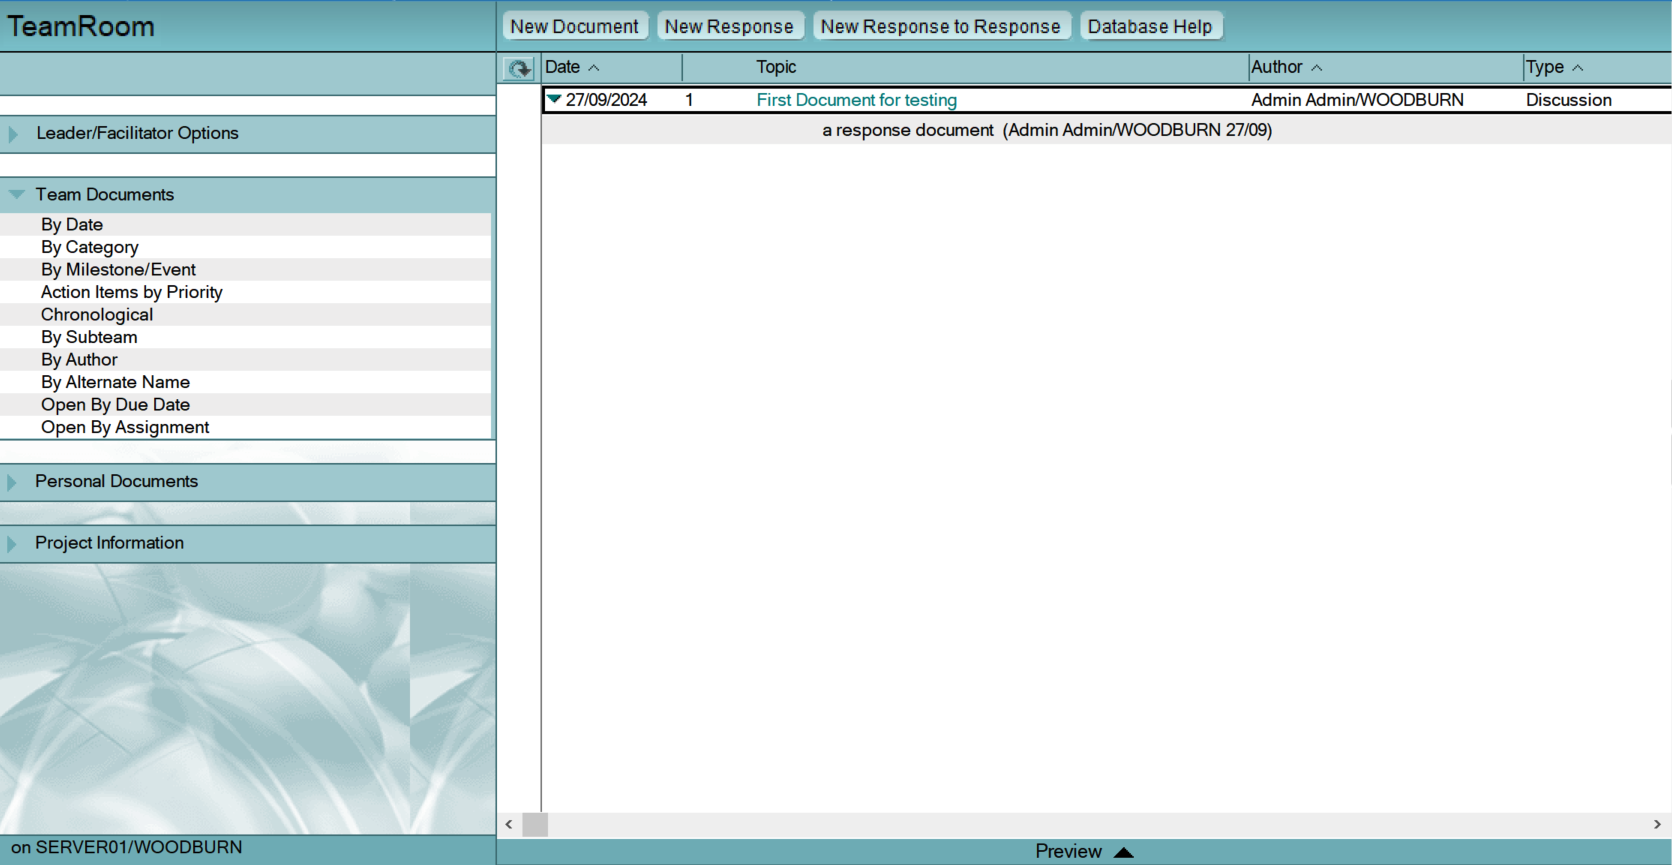 TeamRoom
New Document New Response New Response to Response Database Help
Date Topic Author Type
27/09/2024 1 First Document for testing Admin Admin/WOODBURN Discussion
a response document (Admin Admin/WOODBURN 27/09)
Leader/Facilitator Options
Team Documents
By Date
By Category
By Milestone/Event
Action Items by Priority
Chronological
By Subteam
By Author
By Alternate Name
Open By Due Date
Open By Assignment
Personal Documents
Project Information
on SERVER01/WOODBURN
Preview